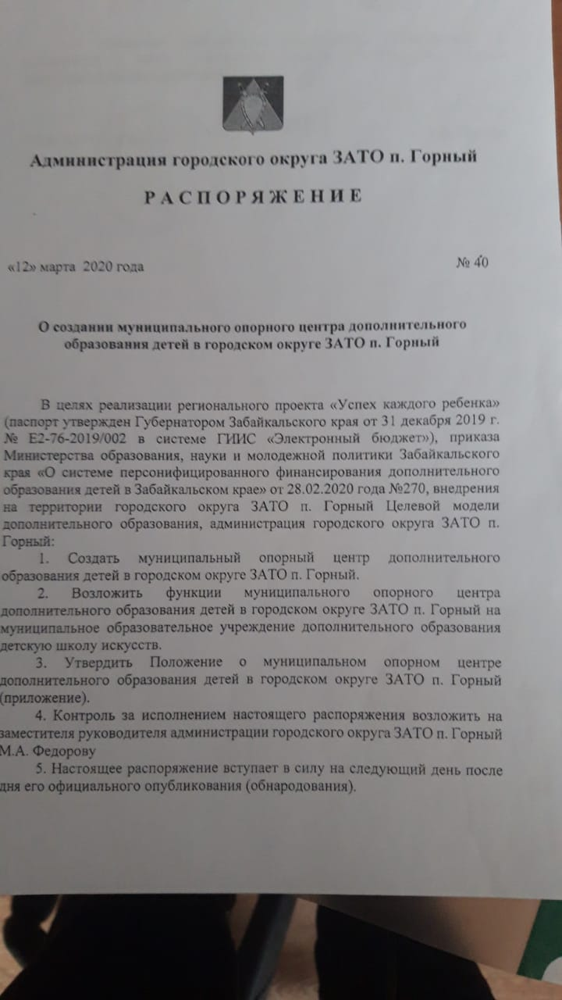 Администрация городского округа ЗАТО п. Горный
Р А С П О Р Я Ж Е Н И Е
«12» марта 2020 года № 40
О создании муниципального опорного центра дополнительного
образования детей в городском округе ЗАТО п. Горный
В целях реализации регионального проекта «Успех каждого ребенка»
(паспорт утвержден Губернатором Забайкальского края от 31 декабря 2019 г.
№ Е2-76-2019/002 в системе ГИИС «Электронный бюджет»), приказа
Министерства образования, науки и молодежной политики Забайкальского
края «О системе персонифицированного финансирования дополнительного
образования детей в Забайкальском крае» от 28.02.2020 года №270, внедрения
на территории городского округа ЗАТО п. Горный Целевой модели
дополнительного образования, администрация городского округа ЗАТО п.
Горный:
1. Создать муниципальный опорный центр дополнительного
образования детей в городском округе ЗАТО п. Горный.
2. Возложить функции муниципального опорного центра
дополнительного образования детей в городском округе ЗАТО п. Горный на
муниципальное образовательное учреждение дополнительного образования
детскую школу искусств.
3. Утвердить Положение о муниципальном опорном центре
дополнительного образования детей в городском округе ЗАТО п. Горный
(приложение).
4. Контроль за исполнением настоящего распоряжения возложить на
заместителя руководителя администрации городского округа ЗАТО п. Горный
М.А. Федорову
5. Настоящее распоряжение вступает в силу на следующий день после
дня его официального опубликования (обнародования).